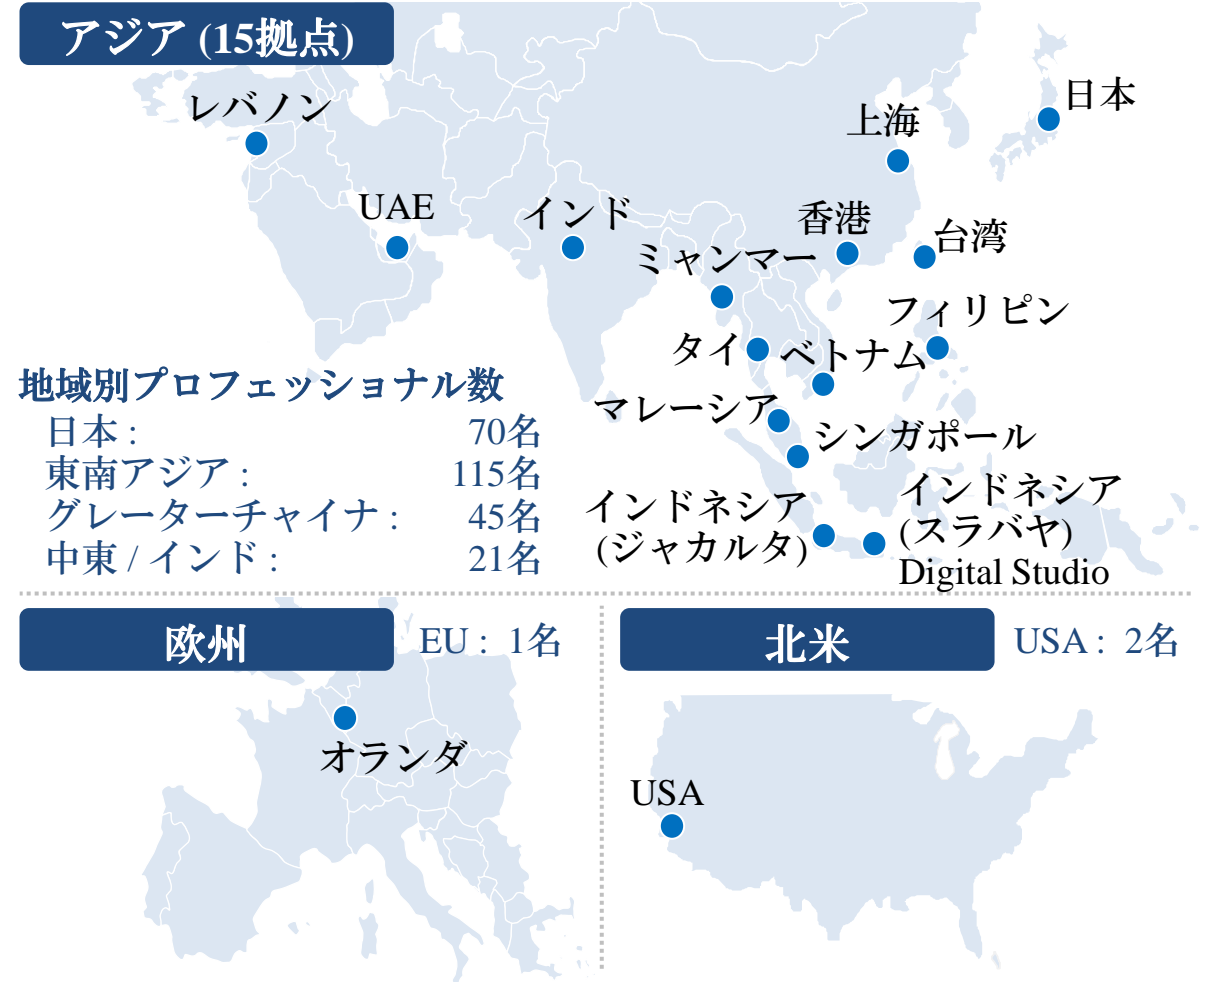 アジア (15拠点)
レバノン
日本
上海
UAE
インド
香港
台湾
ミャンマー
フィリピン
タイ
ベトナム
マレーシア
シンガポール
インドネシア
(ジャカルタ)
インドネシア
(スラバヤ)
Digital Studio
地域別プロフェッショナル数
日本 : 70名
東南アジア : 115名
グレーターチャイナ : 45名
中東 / インド : 21名
欧州
EU : 1名
オランダ
北米
USA : 2名
USA